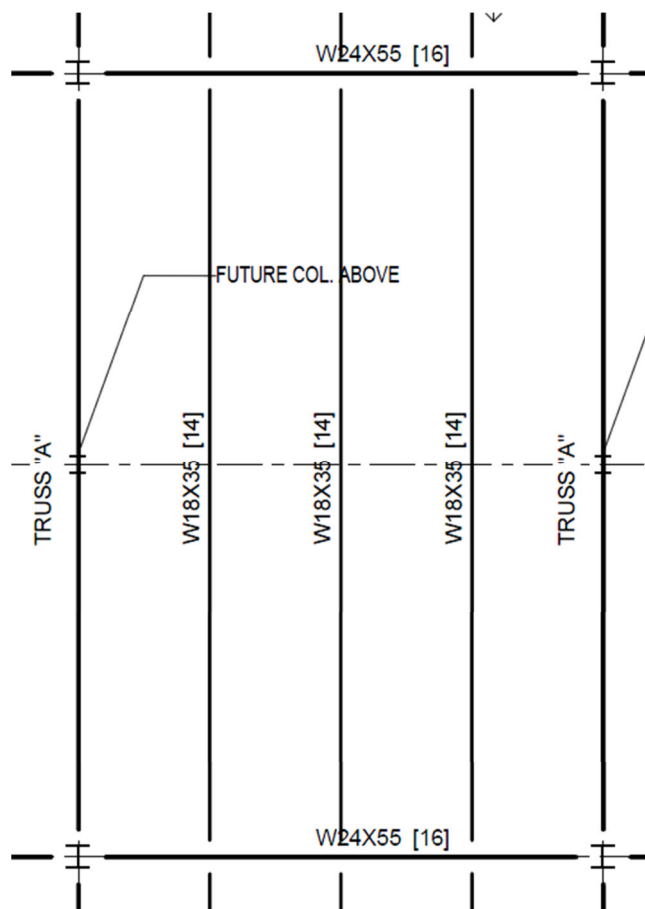 W24X55 [16]
FUTURE COL. ABOVE
TRUSS "A"
W18X35 [14]
W18X35 [14]
W18X35 [14]
TRUSS "A"
W24X55 [16]